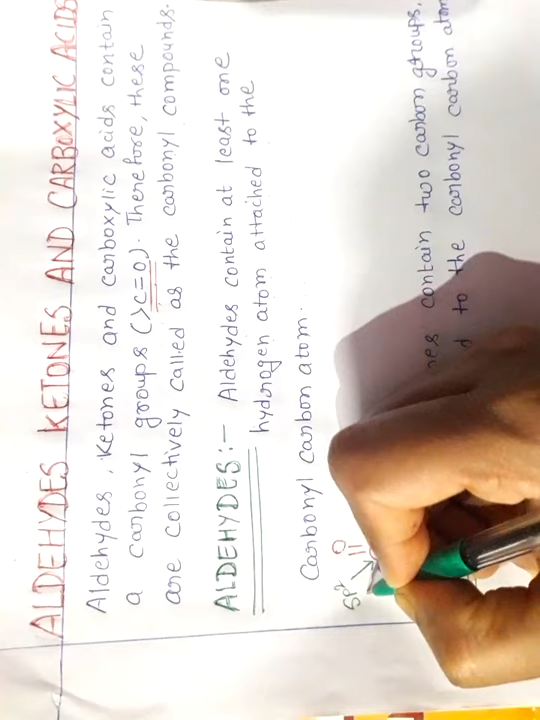 ALDEHYDES KETONES AND CARBOXYLIC ACIDS
Aldehydes, Ketones and carboxylic acids contain
a carbonyl groups (>C=O). Therefore, these
are collectively called as the carbonyl compounds.
ALDEHYDES:- Aldehydes contain at least one
hydrogen atom attached to the
Carbonyl carbon atom.
O
||
sp²
contain two carbon groups.
to the carbonyl carbon atom